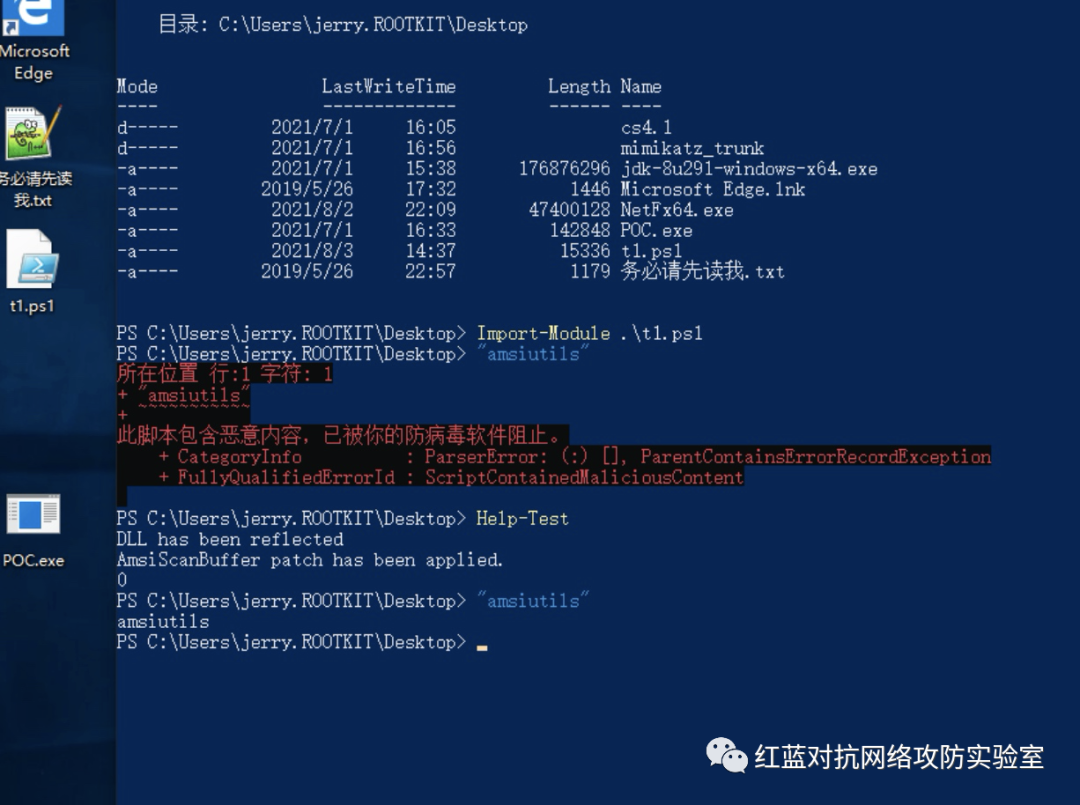 目录: C:\Users\jerry.ROOTKIT\Desktop
Microsoft
Edge
Mode LastWriteTime Length Name
---- ------------- ------ ----
d----- 2021/7/1 16:05 cs4.1
d----- 2021/7/1 16:56 mimikatz_trunk
-a---- 2021/7/1 15:38 176876296 jdk-8u291-windows-x64.exe
-a---- 2019/5/26 17:32 1446 Microsoft Edge.lnk
-a---- 2021/8/2 22:09 47400128 NetFx64.exe
-a---- 2021/7/1 16:33 142848 POC.exe
-a---- 2021/8/3 14:37 15336 t1.ps1
-a---- 2019/5/26 22:57 1179 务必请先读我.txt
务必请先读
我.txt
t1.ps1
PS C:\Users\jerry.ROOTKIT\Desktop> Import-Module .\t1.ps1
PS C:\Users\jerry.ROOTKIT\Desktop> "amsiutils"
所在位置 行:1 字符: 1
+ "amsiutils"
+ ~~~~~~~~~~~
此脚本包含恶意内容，已被你的防病毒软件阻止。
+ CategoryInfo : ParserError: (:) [], ParentContainsErrorRecordException
+ FullyQualifiedErrorId : ScriptContainedMaliciousContent
PS C:\Users\jerry.ROOTKIT\Desktop> Help-Test
DLL has been reflected
AmsiScanBuffer patch has been applied.
0
PS C:\Users\jerry.ROOTKIT\Desktop> "amsiutils"
amsiutils
PS C:\Users\jerry.ROOTKIT\Desktop>
POC.exe
红蓝对抗网络攻防实验室